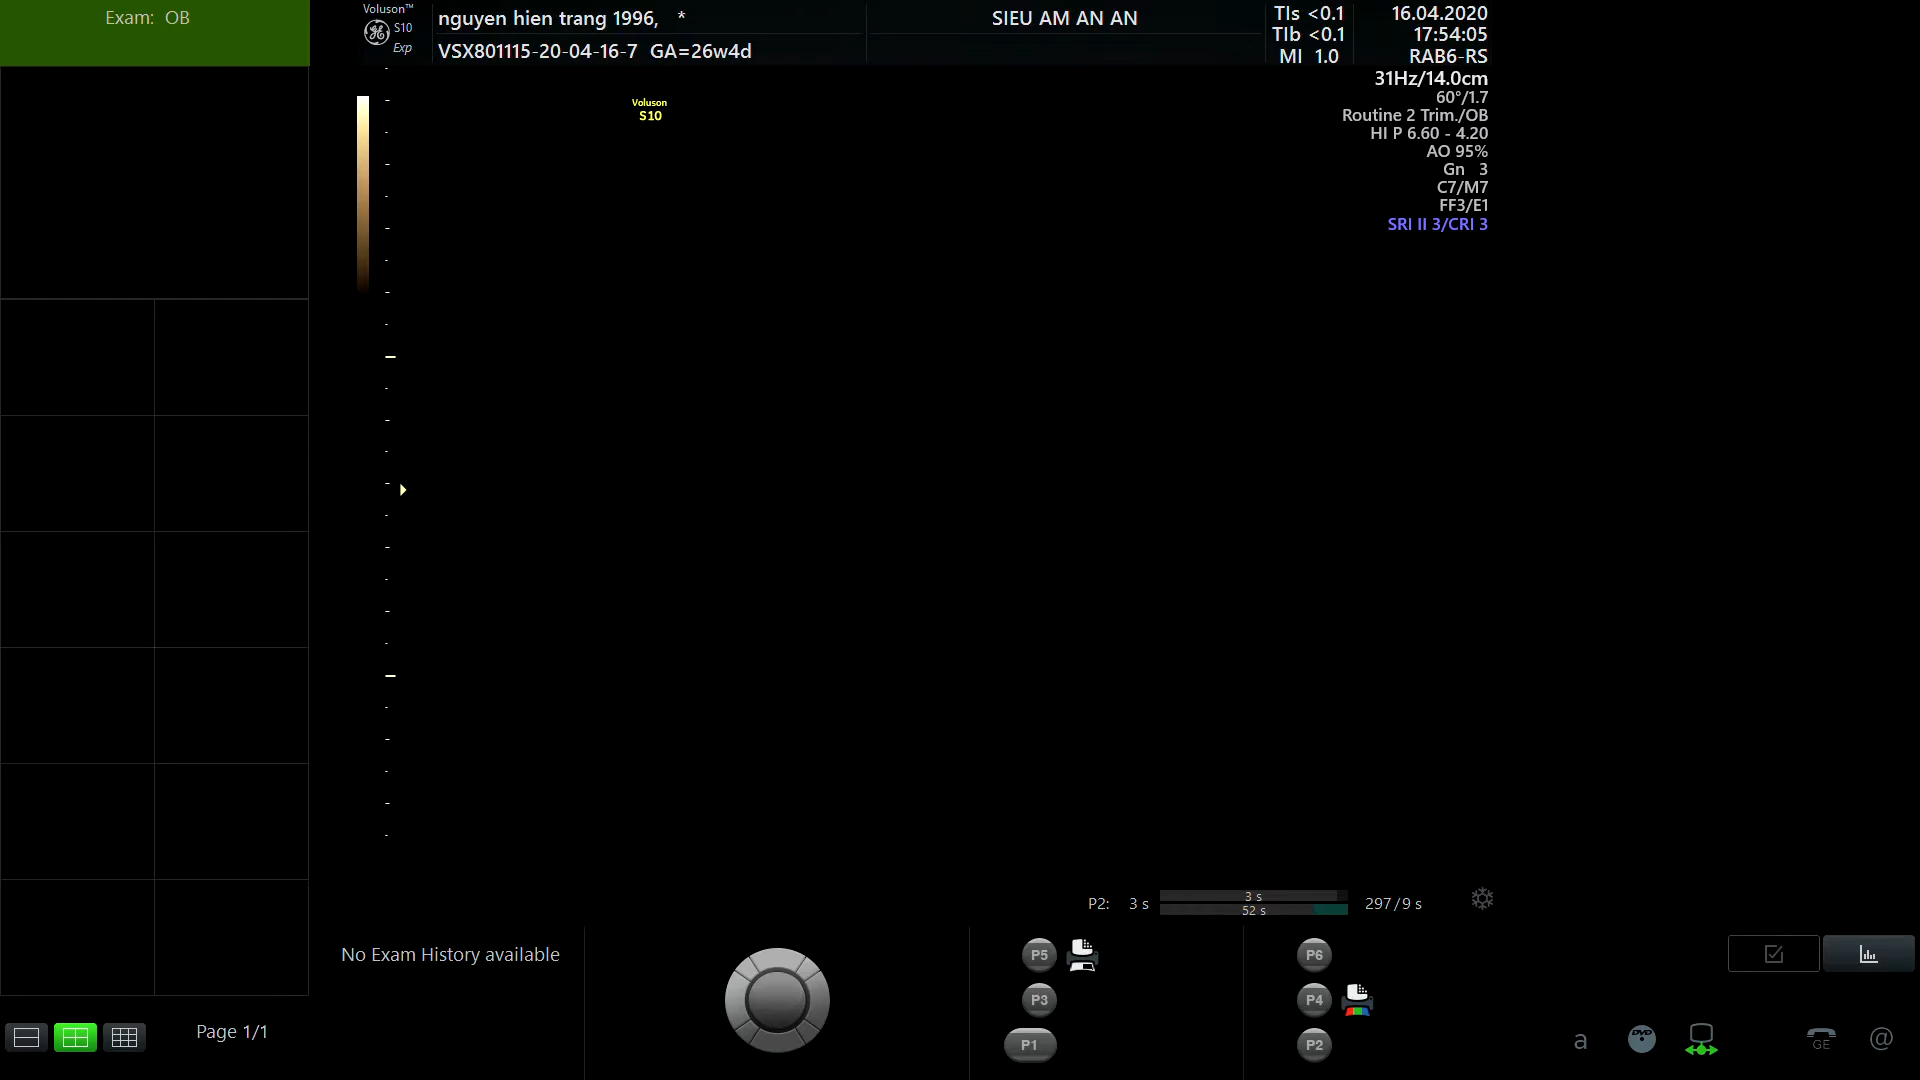 Exam: OB
Voluson™
S10
Exp
nguyen hien trang 1996, *
VSX801115-20-04-16-7 GA=26w4d
SIEU AM AN AN
TIs <0.1
TIb <0.1
MI 1.0
16.04.2020
17:54:05
RAB6-RS
31Hz/14.0cm
60°/1.7
Routine 2 Trim./OB
HI P 6.60 - 4.20
AO 95%
Gn 3
C7/M7
FF3/E1
SRI II 3/CRI 3
Voluson
S10
P2: 3 s
3 s
52 s
297/9 s
No Exam History available
P5
P3
P1
P6
P4
P2
Page 1/1
a
DVD
GE
@